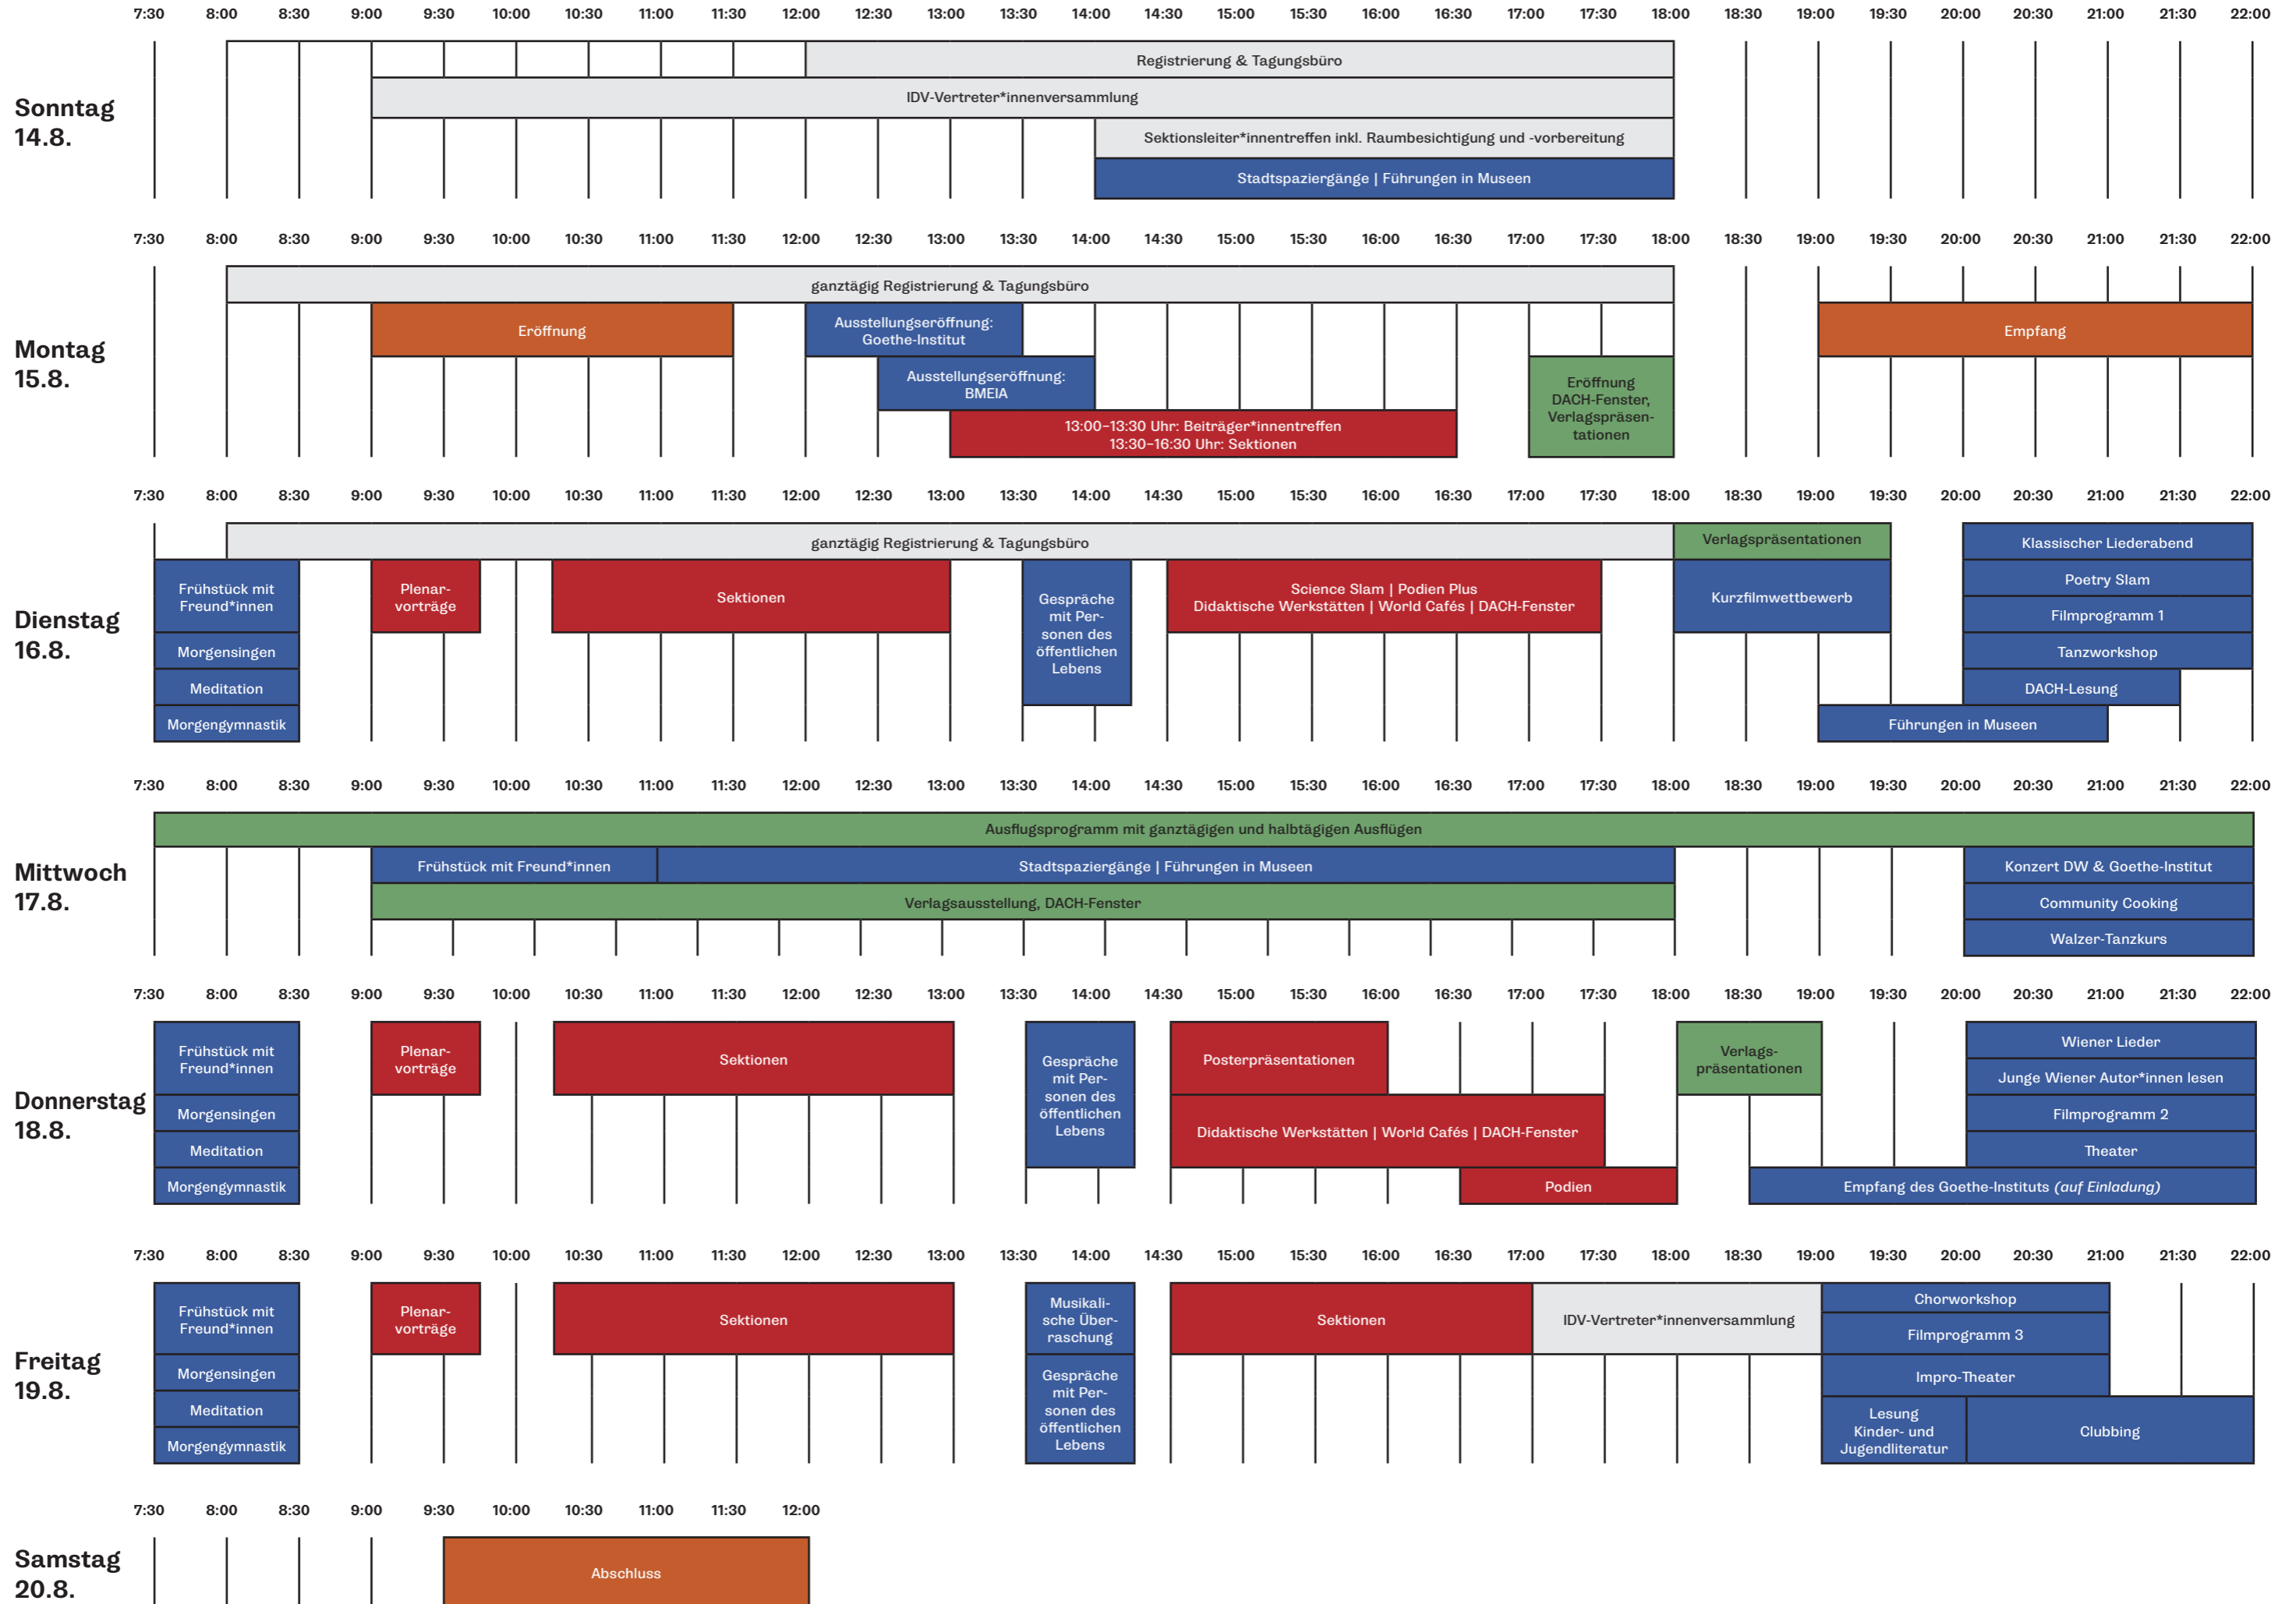 7:30 8:00 8:30 9:00 9:30 10:00 10:30 11:00 11:30 12:00 12:30 13:00 13:30 14:00 14:30 15:00 15:30 16:00 16:30 17:00 17:30 18:00 18:30 19:00 19:30 20:00 20:30 21:00 21:30 22:00
Sonntag
14.8.
Registrierung & Tagungsbüro
IDV-Vertreter*innenversammlung
Sektionsleiter*innentreffen inkl. Raumbesichtigung und -vorbereitung
Stadtspaziergänge | Führungen in Museen
7:30 8:00 8:30 9:00 9:30 10:00 10:30 11:00 11:30 12:00 12:30 13:00 13:30 14:00 14:30 15:00 15:30 16:00 16:30 17:00 17:30 18:00 18:30 19:00 19:30 20:00 20:30 21:00 21:30 22:00
Montag
15.8.
ganztägig Registrierung & Tagungsbüro
Eröffnung
Ausstellungseröffnung:
Goethe-Institut
Ausstellungseröffnung:
BMEIA
13:00–13:30 Uhr: Beiträger*innentreffen
13:30–16:30 Uhr: Sektionen
Eröffnung
DACH-Fenster,
Verlagspräsen-
tationen
Empfang
7:30 8:00 8:30 9:00 9:30 10:00 10:30 11:00 11:30 12:00 12:30 13:00 13:30 14:00 14:30 15:00 15:30 16:00 16:30 17:00 17:30 18:00 18:30 19:00 19:30 20:00 20:30 21:00 21:30 22:00
Dienstag
16.8.
ganztägig Registrierung & Tagungsbüro
Frühstück mit
Freund*innen
Morgensingen
Meditation
Morgengymnastik
Plenar-
vorträge
Sektionen
Gespräche
mit Per-
sonen des
öffentlichen
Lebens
Science Slam | Podien Plus
Didaktische Werkstätten | World Cafés | DACH-Fenster
Verlagspräsentationen
Kurzfilmwettbewerb
Klassischer Liederabend
Poetry Slam
Filmprogramm 1
Tanzworkshop
DACH-Lesung
Führungen in Museen
7:30 8:00 8:30 9:00 9:30 10:00 10:30 11:00 11:30 12:00 12:30 13:00 13:30 14:00 14:30 15:00 15:30 16:00 16:30 17:00 17:30 18:00 18:30 19:00 19:30 20:00 20:30 21:00 21:30 22:00
Mittwoch
17.8.
Ausflugsprogramm mit ganztägigen und halbtägigen Ausflügen
Frühstück mit Freund*innen
Stadtspaziergänge | Führungen in Museen
Verlagsausstellung, DACH-Fenster
Konzert DW & Goethe-Institut
Community Cooking
Walzer-Tanzkurs
7:30 8:00 8:30 9:00 9:30 10:00 10:30 11:00 11:30 12:00 12:30 13:00 13:30 14:00 14:30 15:00 15:30 16:00 16:30 17:00 17:30 18:00 18:30 19:00 19:30 20:00 20:30 21:00 21:30 22:00
Donnerstag
18.8.
Frühstück mit
Freund*innen
Morgensingen
Meditation
Morgengymnastik
Plenar-
vorträge
Sektionen
Gespräche
mit Per-
sonen des
öffentlichen
Lebens
Posterpräsentationen
Didaktische Werkstätten | World Cafés | DACH-Fenster
Podien
Verlags-
präsentationen
Wiener Lieder
Junge Wiener Autor*innen lesen
Filmprogramm 2
Theater
Empfang des Goethe-Instituts (auf Einladung)
7:30 8:00 8:30 9:00 9:30 10:00 10:30 11:00 11:30 12:00 12:30 13:00 13:30 14:00 14:30 15:00 15:30 16:00 16:30 17:00 17:30 18:00 18:30 19:00 19:30 20:00 20:30 21:00 21:30 22:00
Freitag
19.8.
Frühstück mit
Freund*innen
Morgensingen
Meditation
Morgengymnastik
Plenar-
vorträge
Sektionen
Musikali-
sche Über-
raschung
Gespräche
mit Per-
sonen des
öffentlichen
Lebens
Sektionen
IDV-Vertreter*innenversammlung
Chorworkshop
Filmprogramm 3
Impro-Theater
Lesung
Kinder- und
Jugendliteratur
Clubbing
7:30 8:00 8:30 9:00 9:30 10:00 10:30 11:00 11:30 12:00
Samstag
20.8.
Abschluss